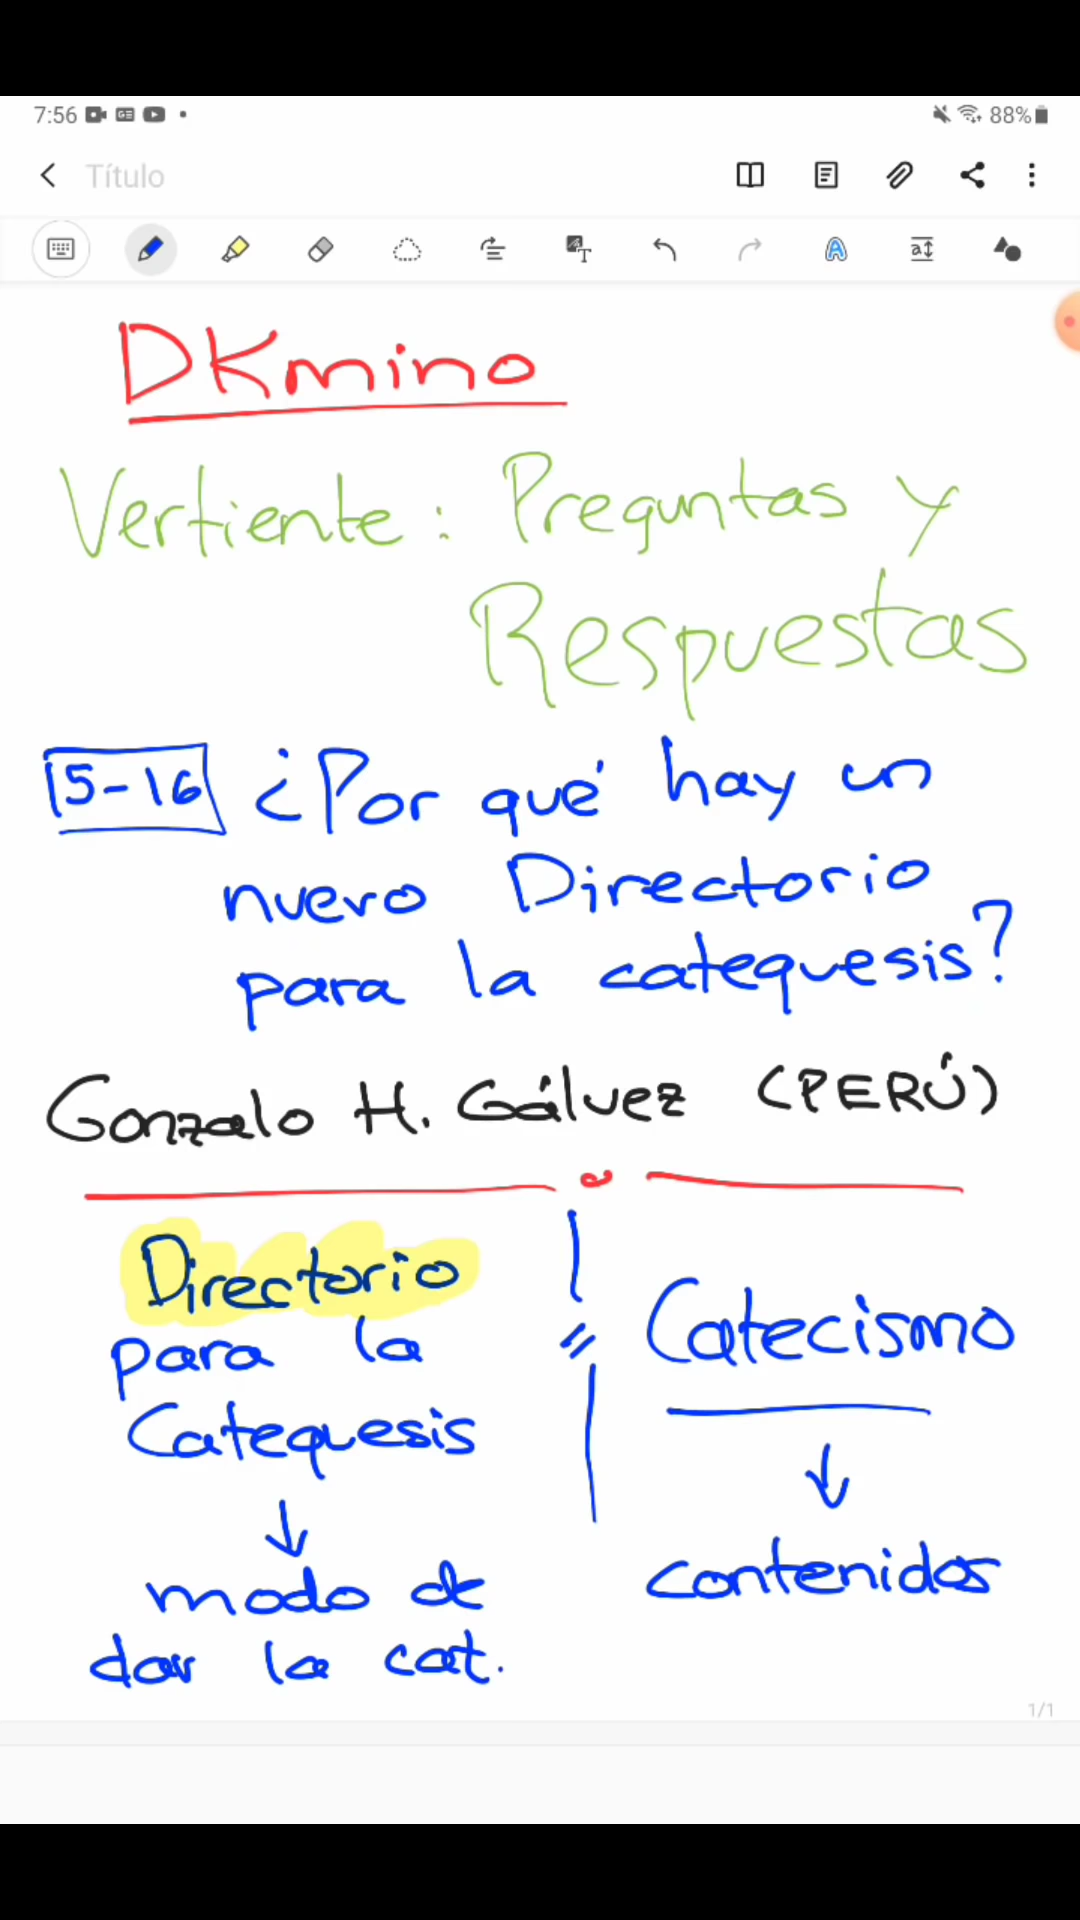 7:56 88%
Título
DKmino
Vertiente: Preguntas y
Respuestas
15-16 ¿Por qué hay un
nuevo Directorio
para la catequesis?
Gonzalo H. Gálvez (PERÚ)
Directorio
para la
Catequesis
modo de
dar la cat.
Catecismo
contenidos
1/1